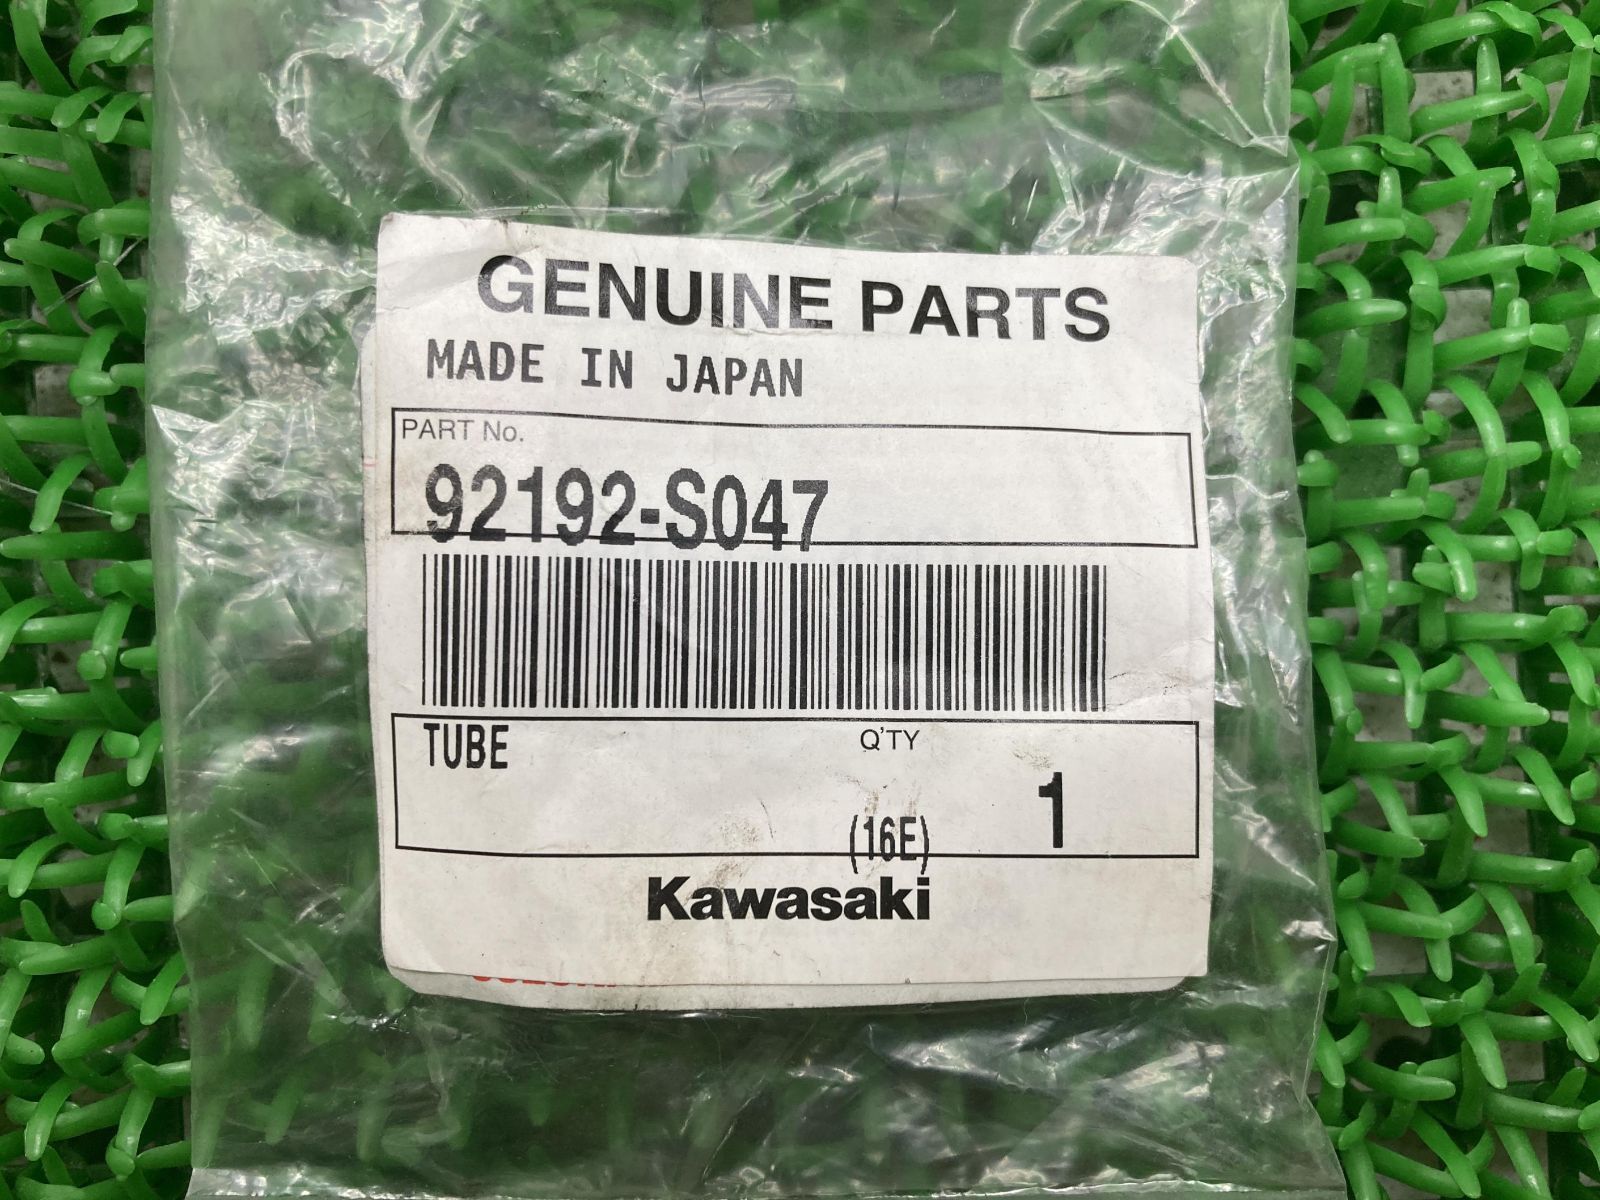 GENUINE PARTS
MADE IN JAPAN
PART No.
92192-S047
TUBE
Q'TY
1
(16E)
Kawasaki